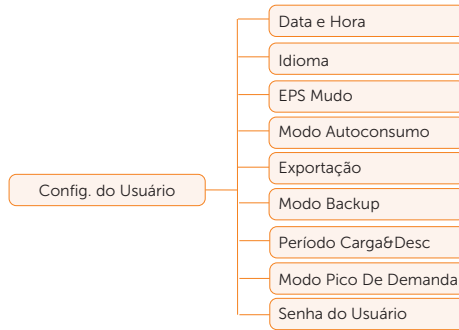 Data e Hora
Idioma
EPS Mudo
Modo Autoconsumo
Exportação
Config. do Usuário
Modo Backup
Período Carga&Desc
Modo Pico De Demanda
Senha do Usuário